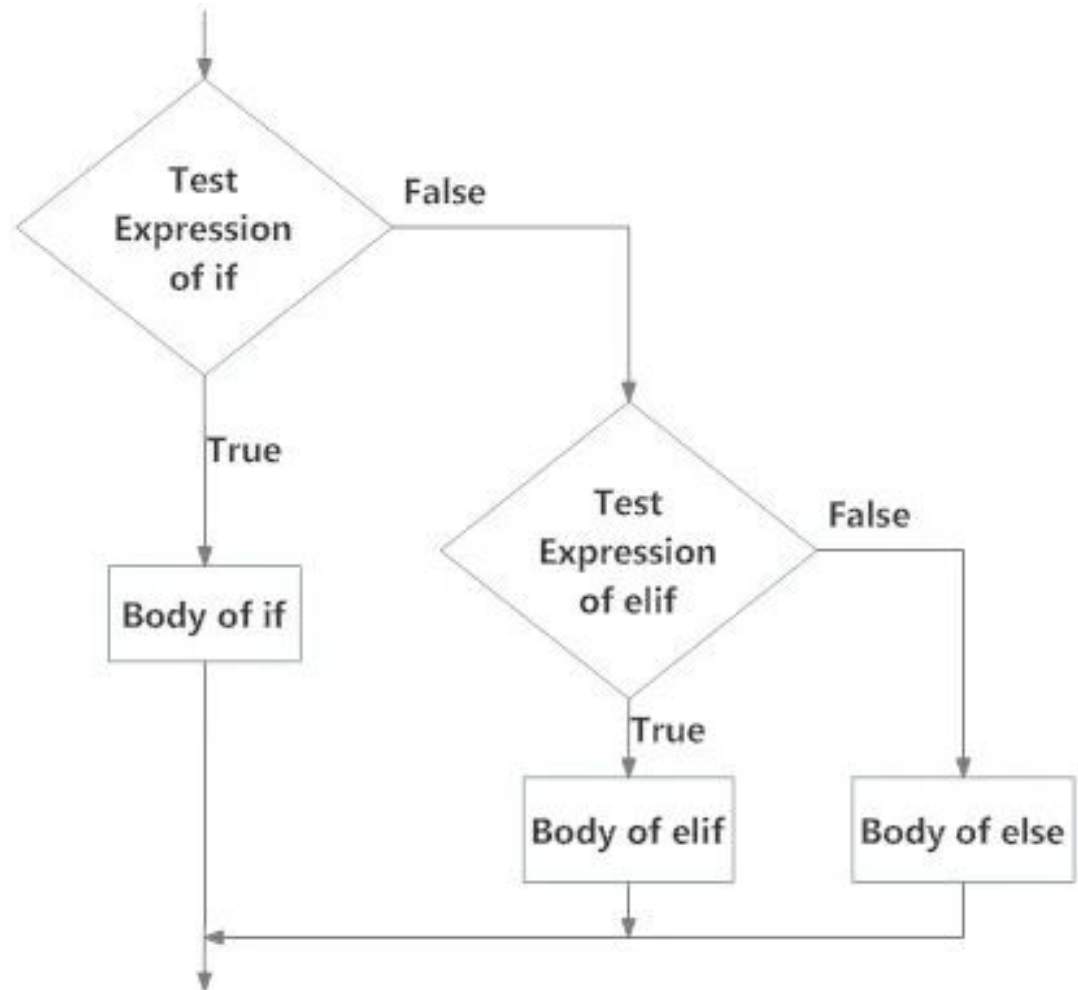 Test
Expression
of if
False
True
Body of if
Test
Expression
of elif
False
True
Body of elif
Body of else